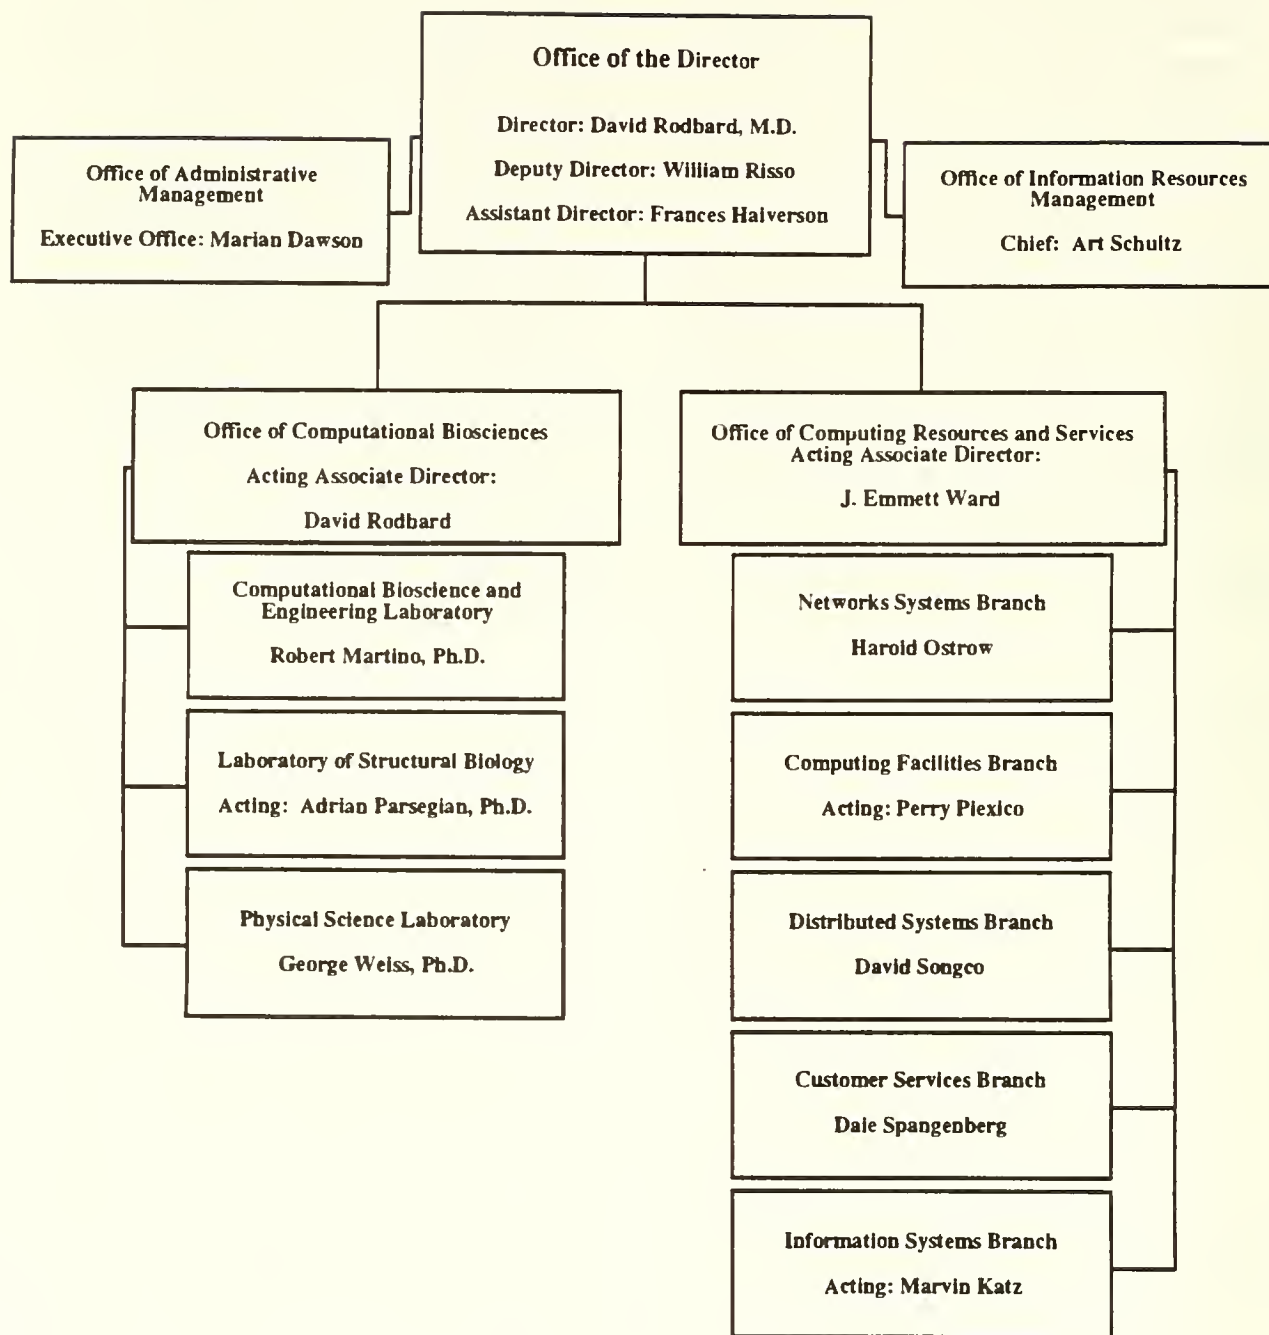 Office of the Director
Director: David Rodbard, M.D.
Deputy Director: William Risso
Assistant Director: Frances Halverson
Office of Administrative
Management
Executive Office: Marian Dawson
Office of Information Resources
Management
Chief: Art Schultz
Office of Computational Biosciences
Acting Associate Director:
David Rodbard
Computational Bioscience and
Engineering Laboratory
Robert Martino, Ph.D.
Laboratory of Structural Biology
Acting: Adrian Parsegian, Ph.D.
Physical Science Laboratory
George Weiss, Ph.D.
Office of Computing Resources and Services
Acting Associate Director:
J. Emmett Ward
Networks Systems Branch
Harold Ostrow
Computing Facilities Branch
Acting: Perry Plexico
Distributed Systems Branch
David Songco
Customer Services Branch
Dale Spangenberg
Information Systems Branch
Acting: Marvin Katz